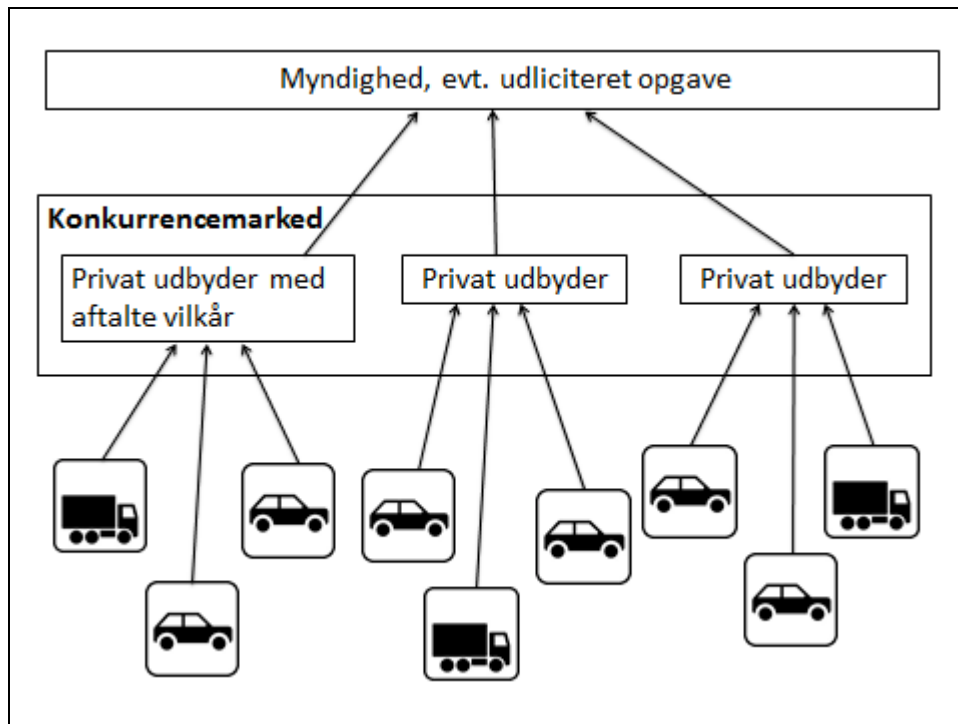 Myndighed, evt. udliciteret opgave
Konkurrencemarked
Privat udbyder med
aftalte vilkår
Privat udbyder
Privat udbyder